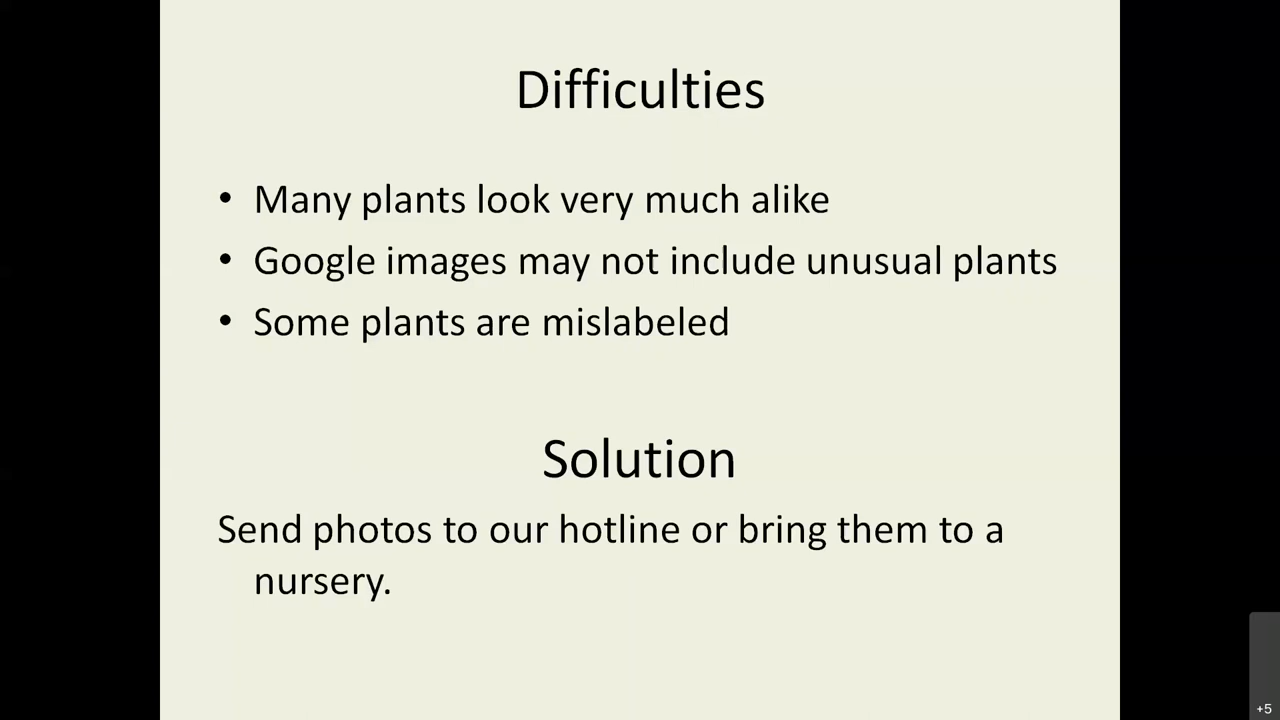 Difficulties
• Many plants look very much alike
• Google images may not include unusual plants
• Some plants are mislabeled
Solution
Send photos to our hotline or bring them to a
nursery.
+5